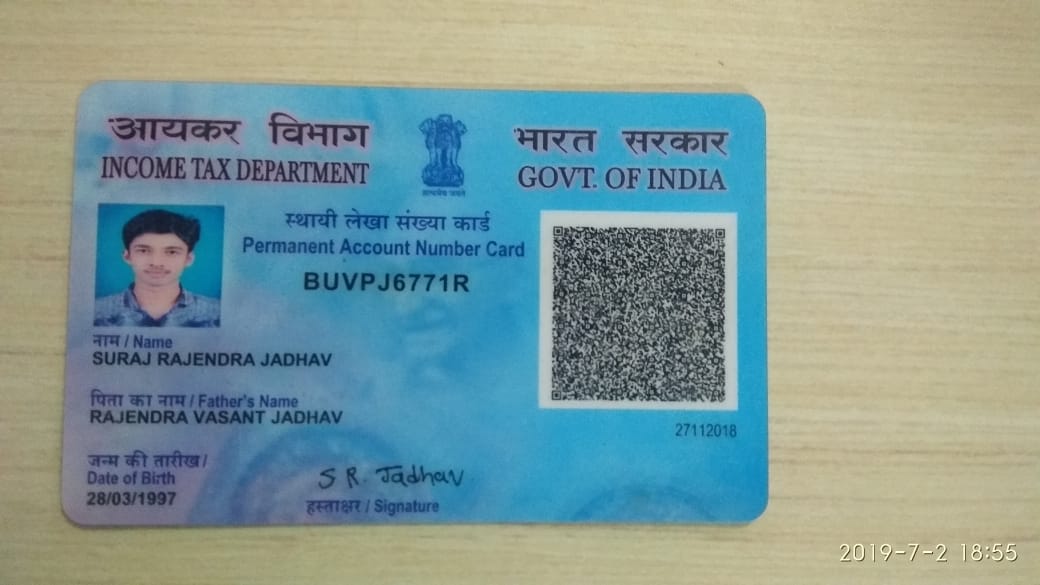 आयकर विभाग
INCOME TAX DEPARTMENT
भारत सरकार
GOVT. OF INDIA
सत्यमेव जयते
स्थायी लेखा संख्या कार्ड
Permanent Account Number Card
BUVPJ6771R
नाम / Name
SURAJ RAJENDRA JADHAV
पिता का नाम / Father's Name
RAJENDRA VASANT JADHAV
27112018
जन्म की तारीख /
Date of Birth
28/03/1997
S R. Jadhav
हस्ताक्षर / Signature
2019-7-2 18:55